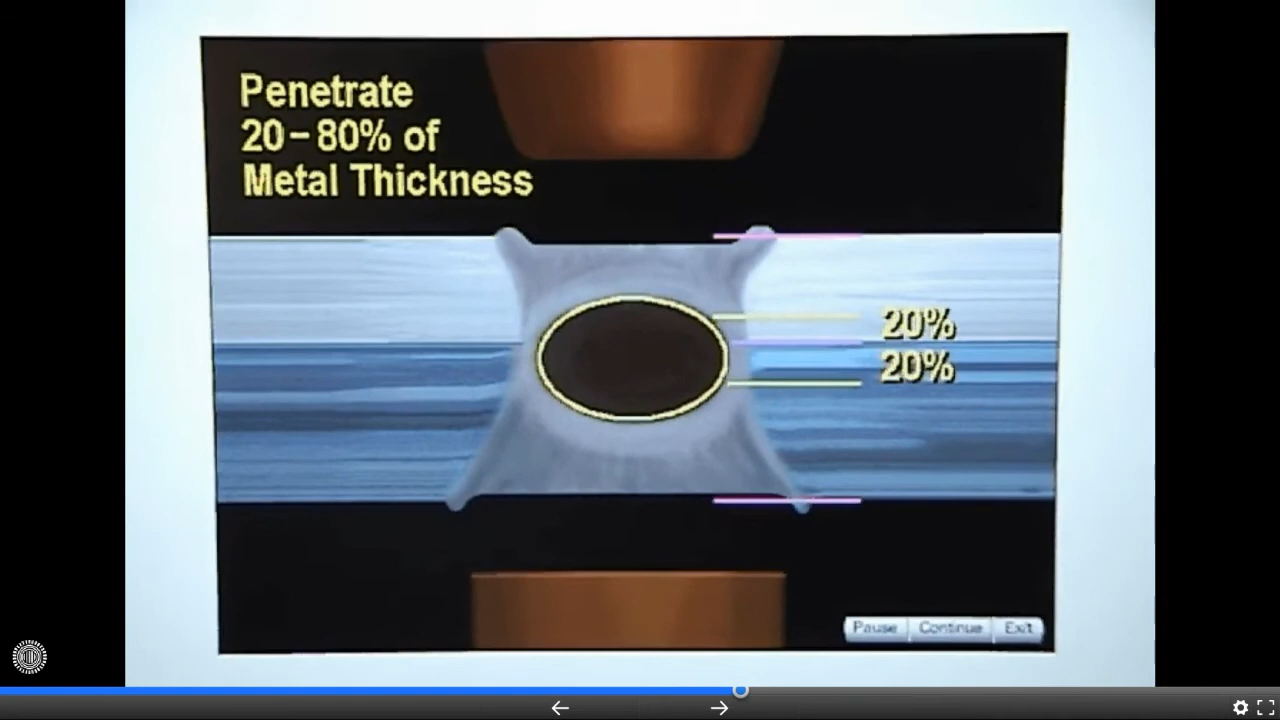 Penetrate
20–80% of
Metal Thickness
20%
20%
Pause Continue Exit